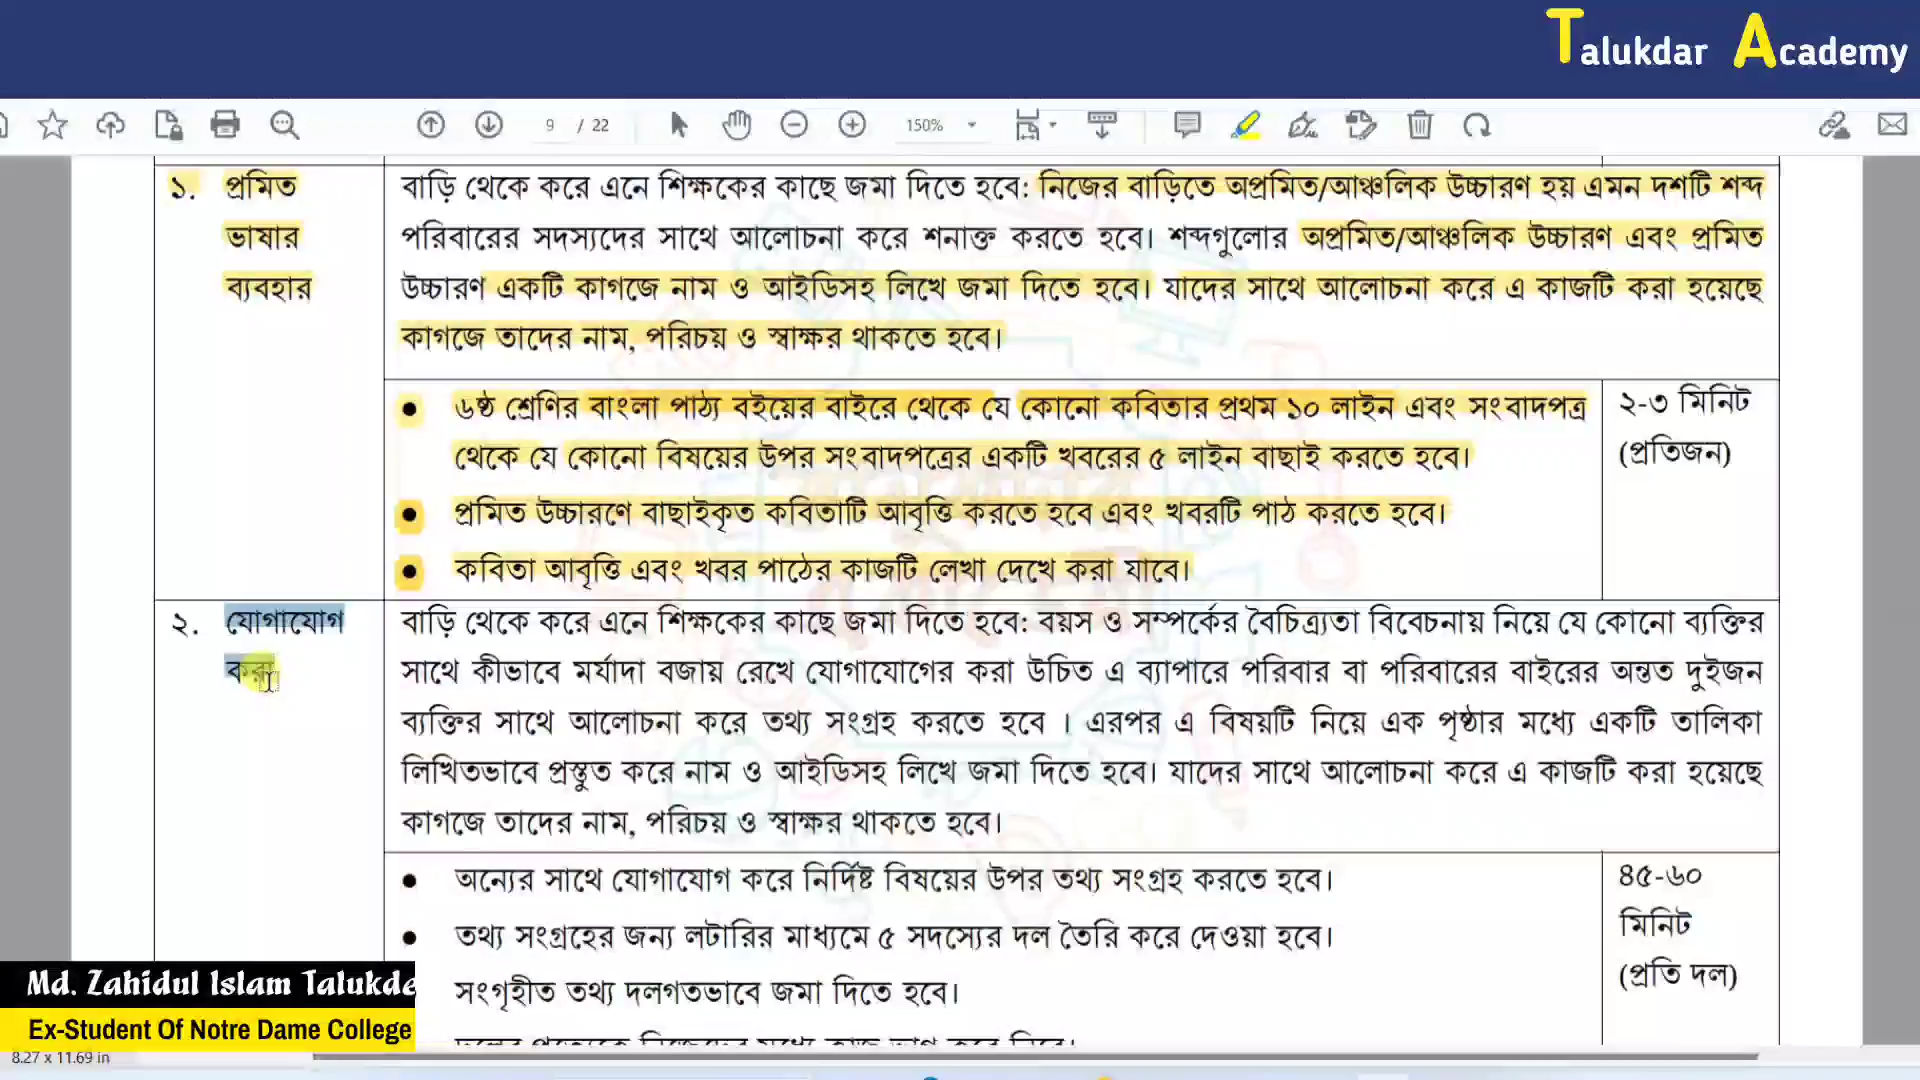 Talukdar Academy
9 / 22
150%
১. প্রমিত ভাষার ব্যবহার
বাড়ি থেকে করে এনে শিক্ষকের কাছে জমা দিতে হবে: নিজের বাড়িতে অপ্রমিত/আঞ্চলিক উচ্চারণ হয় এমন দশটি শব্দ
পরিবারের সদস্যদের সাথে আলোচনা করে শনাক্ত করতে হবে। শব্দগুলোর অপ্রমিত/আঞ্চলিক উচ্চারণ এবং প্রমিত
উচ্চারণ একটি কাগজে নাম ও আইডিসহ লিখে জমা দিতে হবে। যাদের সাথে আলোচনা করে এ কাজটি করা হয়েছে
কাগজে তাদের নাম, পরিচয় ও স্বাক্ষর থাকতে হবে।
● ৬ষ্ঠ শ্রেণির বাংলা পাঠ্য বইয়ের বাইরে থেকে যে কোনো কবিতার প্রথম ১০ লাইন এবং সংবাদপত্র
থেকে যে কোনো বিষয়ের উপর সংবাদপত্রের একটি খবরের ৫ লাইন বাছাই করতে হবে।
● প্রমিত উচ্চারণে বাছাইকৃত কবিতাটি আবৃত্তি করতে হবে এবং খবরটি পাঠ করতে হবে।
● কবিতা আবৃত্তি এবং খবর পাঠের কাজটি লেখা দেখে করা যাবে।
২-৩ মিনিট
(প্রতিজন)
২. যোগাযোগ করা
বাড়ি থেকে করে এনে শিক্ষকের কাছে জমা দিতে হবে: বয়স ও সম্পর্কের বৈচিত্র্যতা বিবেচনায় নিয়ে যে কোনো ব্যক্তির
সাথে কীভাবে মর্যাদা বজায় রেখে যোগাযোগের করা উচিত এ ব্যাপারে পরিবার বা পরিবারের বাইরের অন্তত দুইজন
ব্যক্তির সাথে আলোচনা করে তথ্য সংগ্রহ করতে হবে । এরপর এ বিষয়টি নিয়ে এক পৃষ্ঠার মধ্যে একটি তালিকা
লিখিতভাবে প্রস্তুত করে নাম ও আইডিসহ লিখে জমা দিতে হবে। যাদের সাথে আলোচনা করে এ কাজটি করা হয়েছে
কাগজে তাদের নাম, পরিচয় ও স্বাক্ষর থাকতে হবে।
● অন্যের সাথে যোগাযোগ করে নির্দিষ্ট বিষয়ের উপর তথ্য সংগ্রহ করতে হবে।
● তথ্য সংগ্রহের জন্য লটারির মাধ্যমে ৫ সদস্যের দল তৈরি করে দেওয়া হবে।
সংগৃহীত তথ্য দলগতভাবে জমা দিতে হবে।
৪৫-৬০
মিনিট
(প্রতি দল)
Md. Zahidul Islam Talukde
Ex-Student Of Notre Dame College
8.27 x 11.69 in